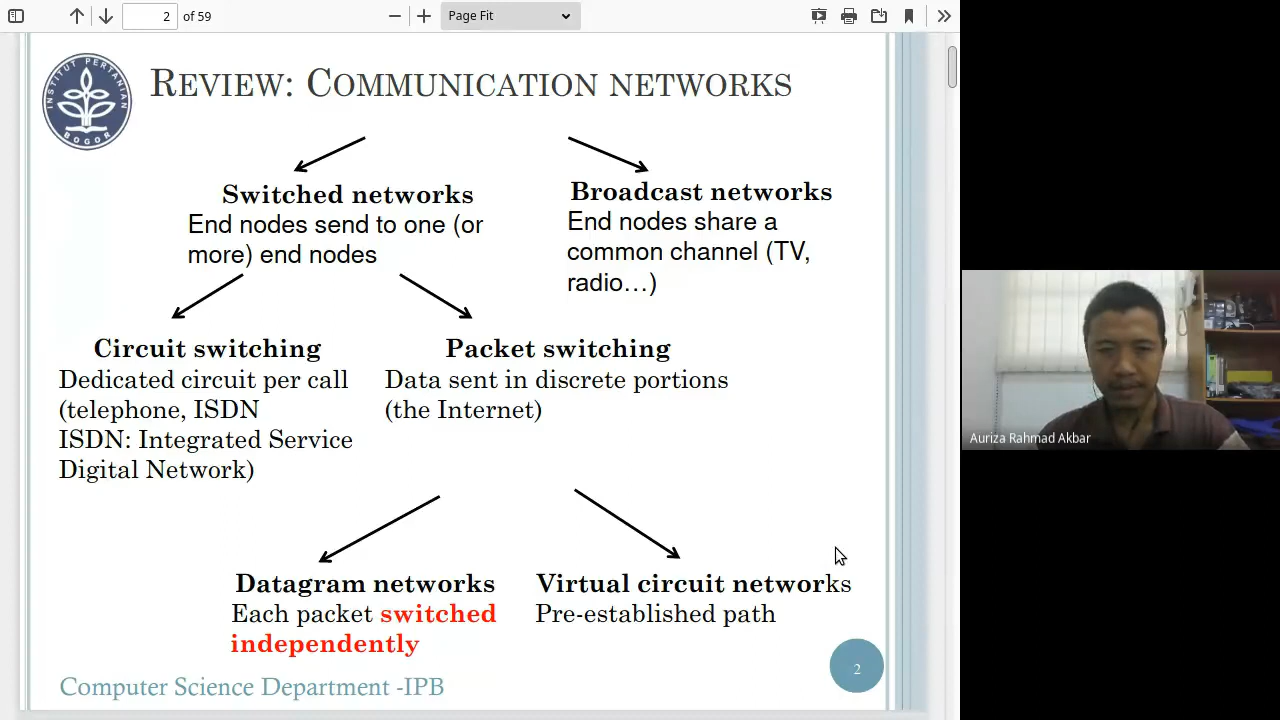 2 of 59
Page Fit
INSTITUT PERTANIAN
BOGOR
REVIEW: COMMUNICATION NETWORKS
Switched networks
End nodes send to one (or
more) end nodes
Broadcast networks
End nodes share a
common channel (TV,
radio…)
Circuit switching
Dedicated circuit per call
(telephone, ISDN
ISDN: Integrated Service
Digital Network)
Packet switching
Data sent in discrete portions
(the Internet)
Datagram networks
Each packet switched
independently
Virtual circuit networks
Pre-established path
2
Computer Science Department -IPB
Auriza Rahmad Akbar